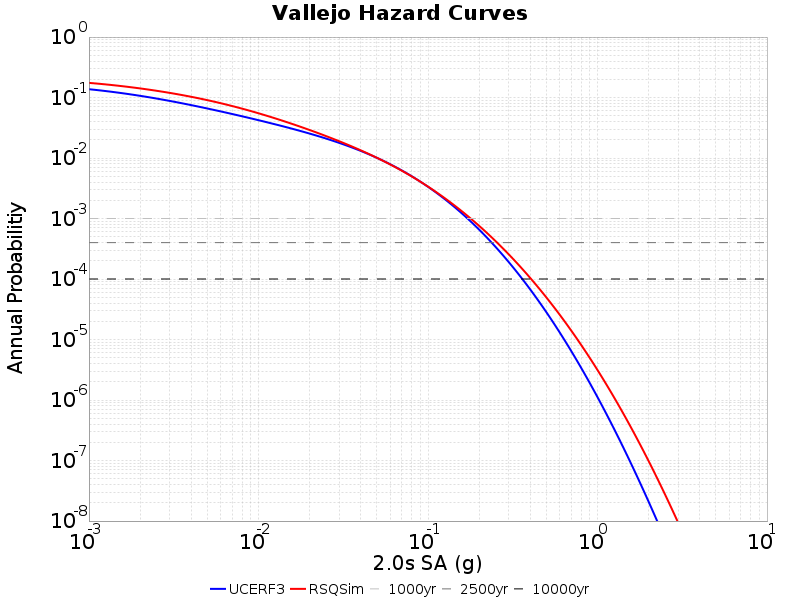 Vallejo Hazard Curves
10^0
10^-1
10^-2
10^-3
10^-4
10^-5
10^-6
10^-7
10^-8
Annual Probabilitiy
10^-3 10^-2 10^-1 10^0 10^1
2.0s SA (g)
UCERF3 RSQSim 1000yr 2500yr 10000yr